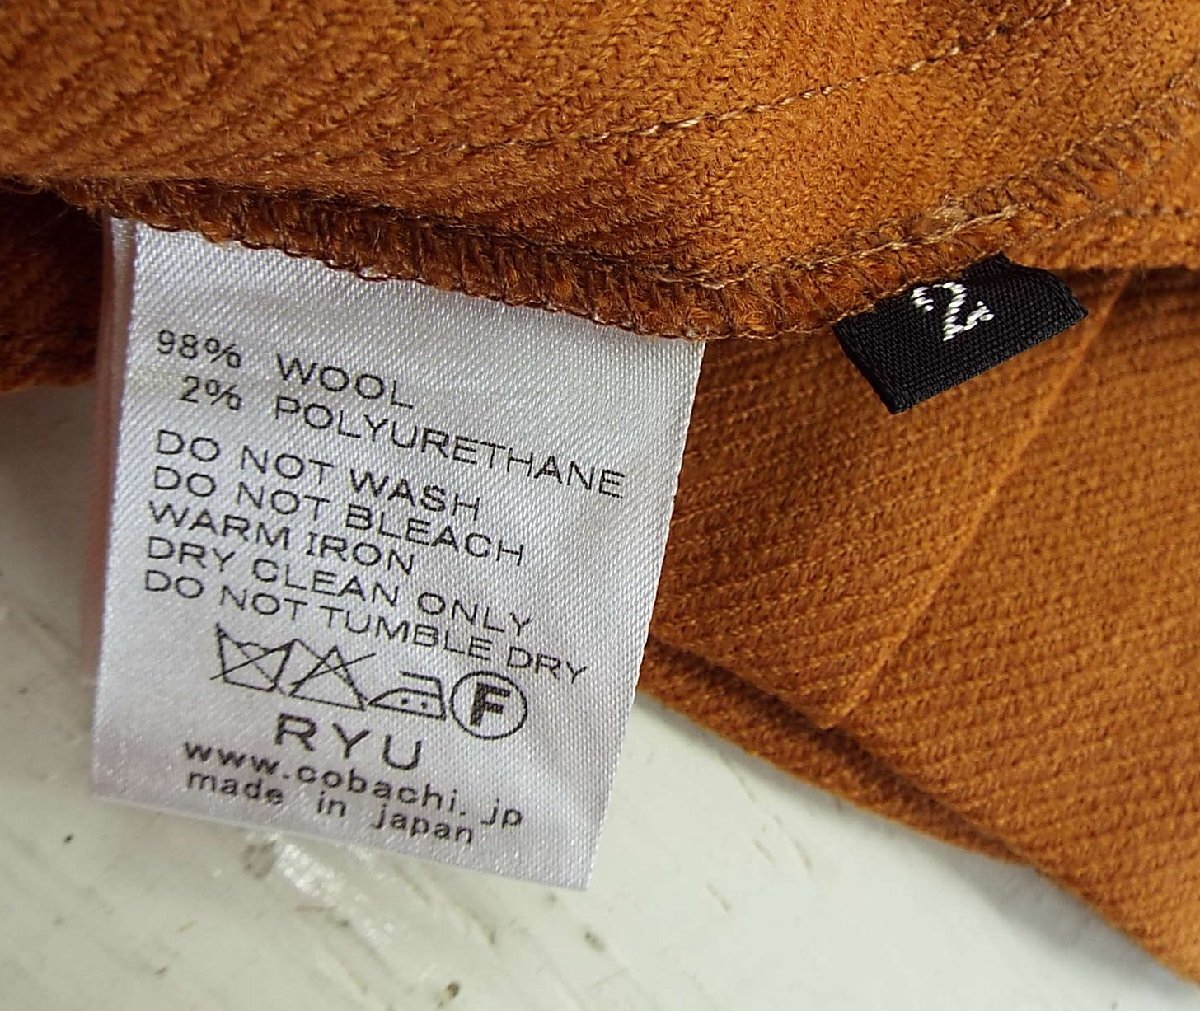 98% WOOL
2% POLYURETHANE
DO NOT WASH
DO NOT BLEACH
WARM IRON
DRY CLEAN ONLY
DO NOT TUMBLE DRY
F
RYU
www.cobachi.jp
made in japan
2